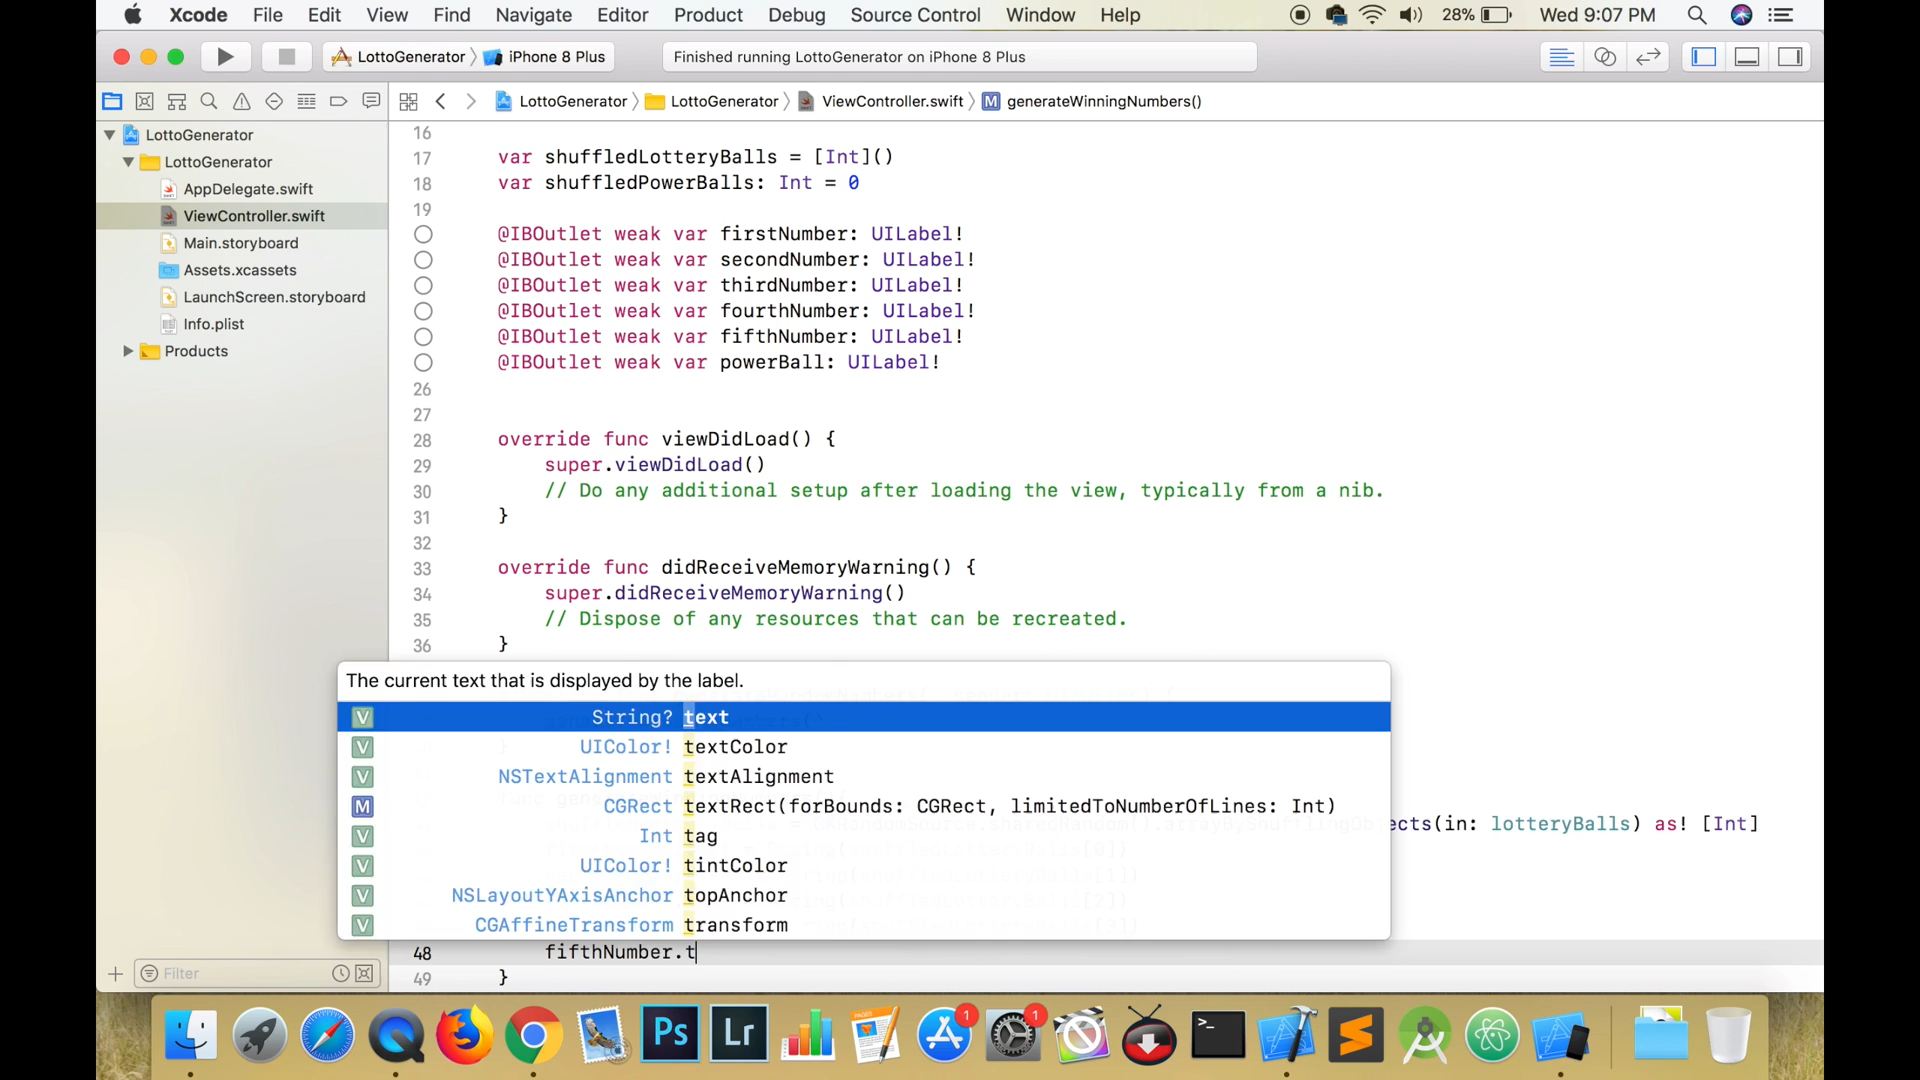 Xcode File Edit View Find Navigate Editor Product Debug Source Control Window Help 28% Wed 9:07 PM
LottoGenerator iPhone 8 Plus Finished running LottoGenerator on iPhone 8 Plus
LottoGenerator LottoGenerator ViewController.swift M generateWinningNumbers()
LottoGenerator
LottoGenerator
AppDelegate.swift
ViewController.swift
Main.storyboard
Assets.xcassets
LaunchScreen.storyboard
Info.plist
Products
Filter
16
17 var shuffledLotteryBalls = [Int]()
18 var shuffledPowerBalls: Int = 0
19
@IBOutlet weak var firstNumber: UILabel!
@IBOutlet weak var secondNumber: UILabel!
@IBOutlet weak var thirdNumber: UILabel!
@IBOutlet weak var fourthNumber: UILabel!
@IBOutlet weak var fifthNumber: UILabel!
@IBOutlet weak var powerBall: UILabel!
26
27
28 override func viewDidLoad() {
29 super.viewDidLoad()
30 // Do any additional setup after loading the view, typically from a nib.
31 }
32
33 override func didReceiveMemoryWarning() {
34 super.didReceiveMemoryWarning()
35 // Dispose of any resources that can be recreated.
36 }
The current text that is displayed by the label.
V String? text
V UIColor! textColor
V NSTextAlignment textAlignment
M CGRect textRect(forBounds: CGRect, limitedToNumberOfLines: Int)
ects(in: lotteryBalls) as! [Int]
V Int tag
V UIColor! tintColor
V NSLayoutYAxisAnchor topAnchor
V CGAffineTransform transform
48 fifthNumber.t
49 }
Ps Lr PAGES 1 1 >_